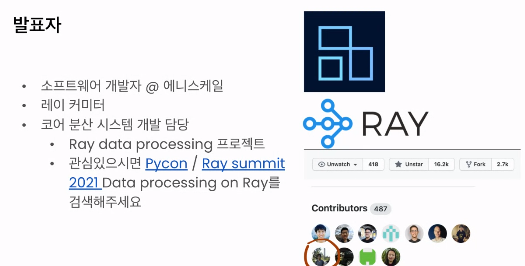 발표자
소프트웨어 개발자 @ 에니스케일
레이 커미터
코어 분산 시스템 개발 담당
Ray data processing 프로젝트
관심있으시면 Pycon / Ray summit
2021 Data processing on Ray를
검색해주세요
RAY
Unwatch 418 Unstar 16.2k Fork 2.7k
Contributors 487